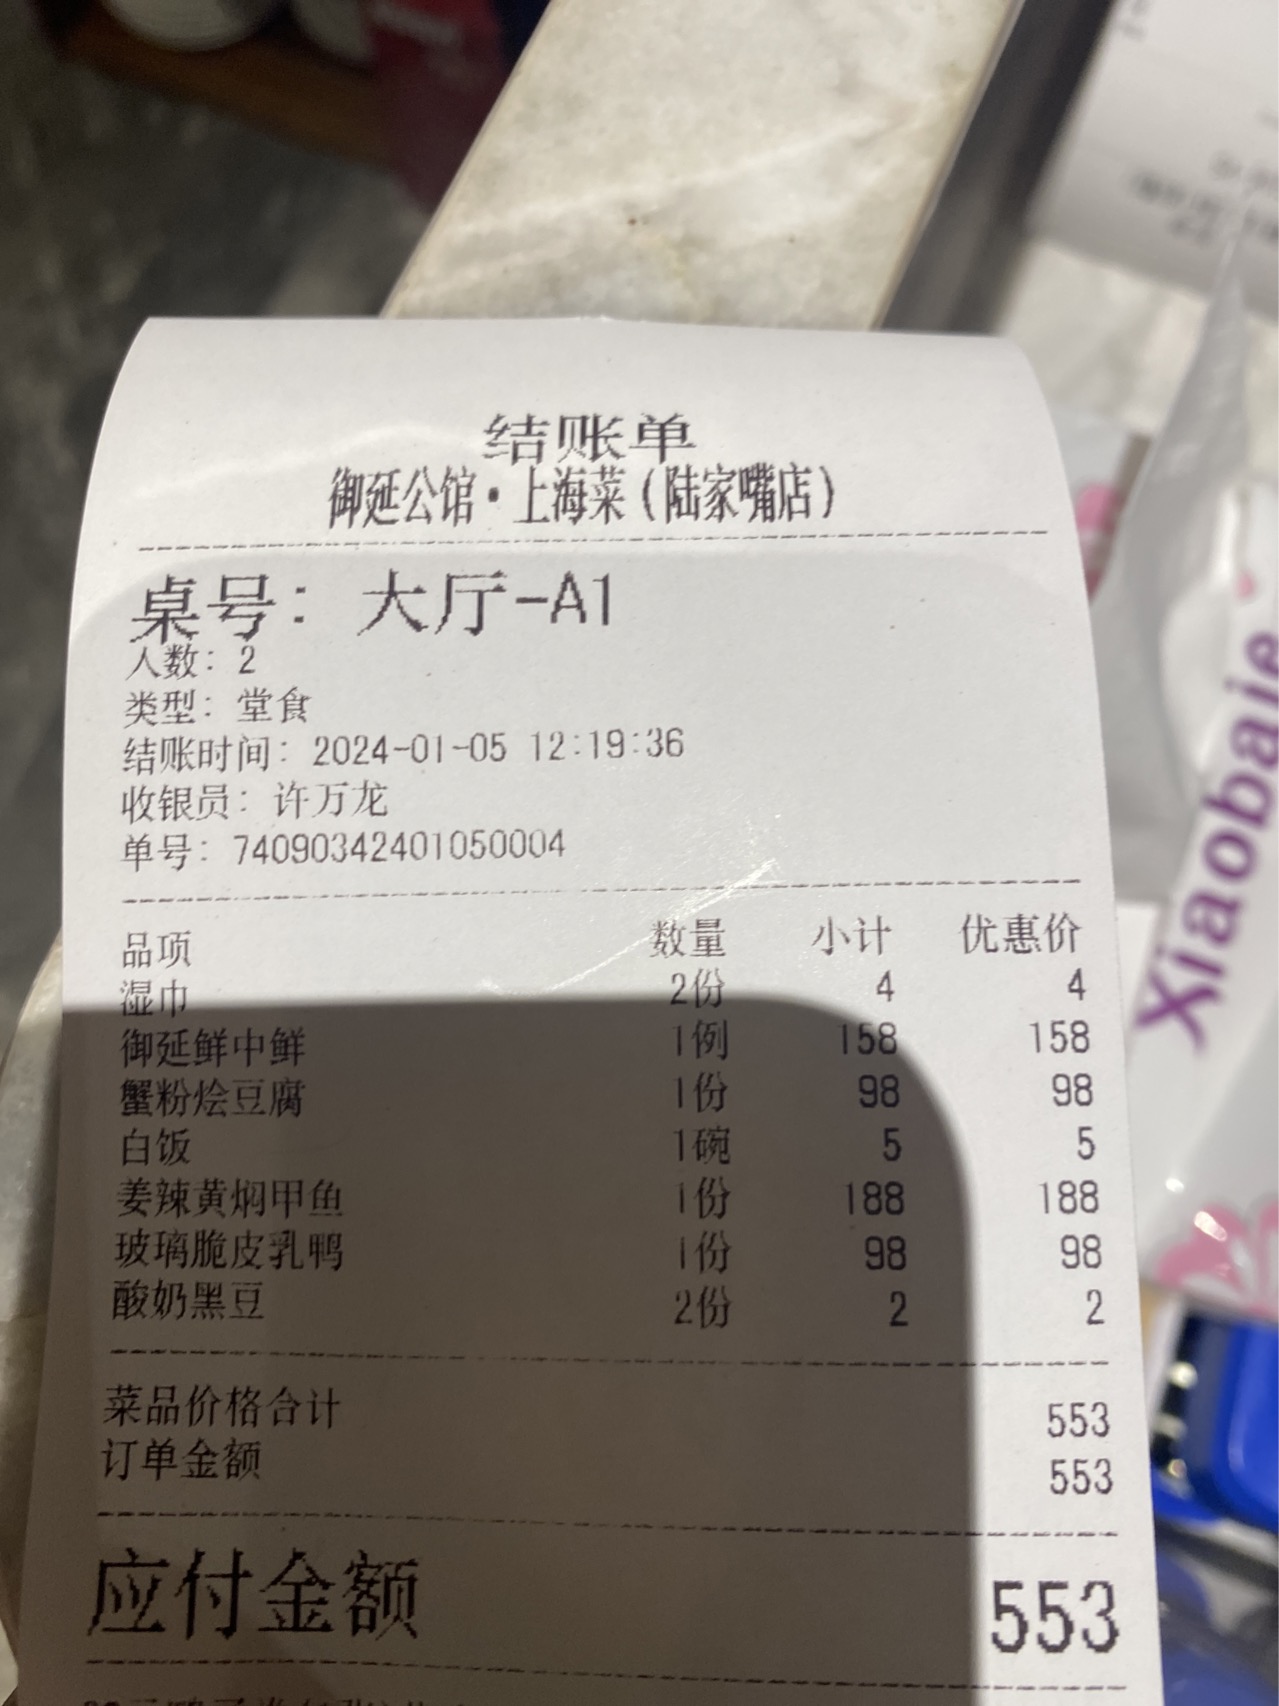 结账单
御延公馆·上海菜(陆家嘴店)
桌号: 大厅-A1
人数: 2
类型: 堂食
结账时间: 2024-01-05 12:19:36
收银员: 许万龙
单号: 74090342401050004
品项 数量 小计 优惠价
湿巾 2份 4 4
御延鲜中鲜 1例 158 158
蟹粉烩豆腐 1份 98 98
白饭 1碗 5 5
姜辣黄焖甲鱼 1份 188 188
玻璃脆皮乳鸭 1份 98 98
酸奶黑豆 2份 2 2
菜品价格合计 553
订单金额 553
应付金额 553
Xiaobaie